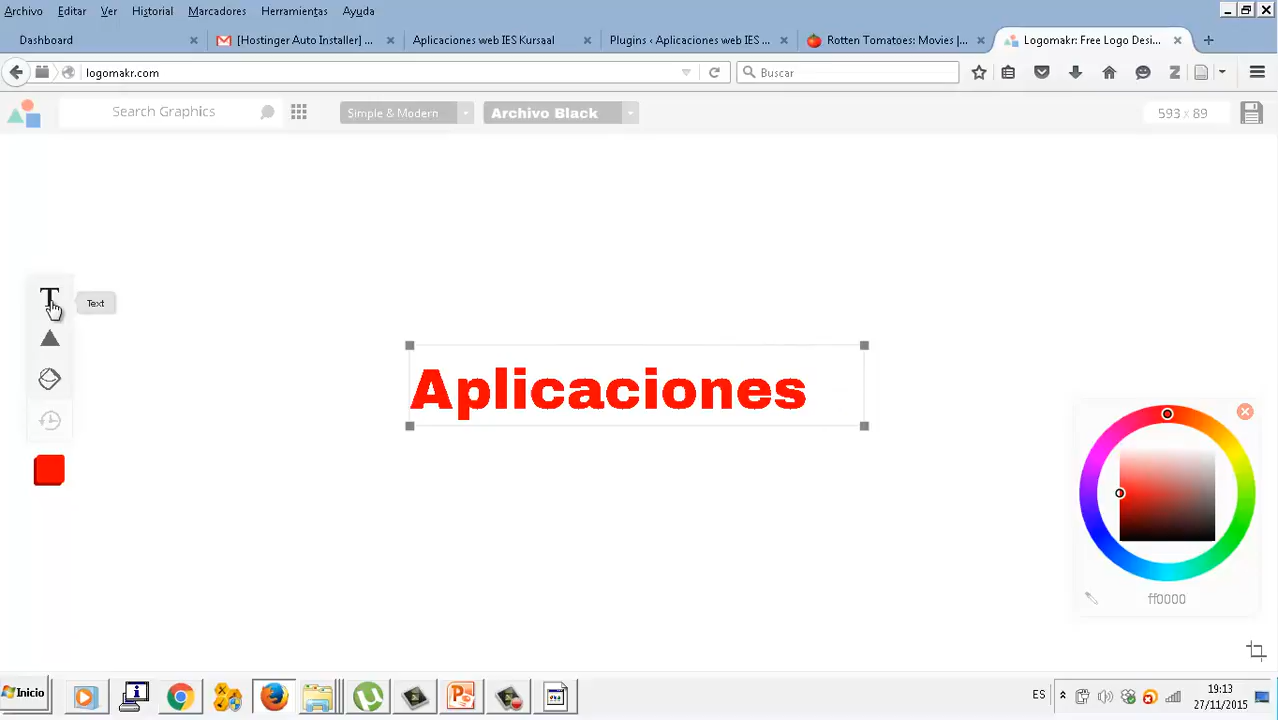 Archivo Editar Ver Historial Marcadores Herramientas Ayuda
Dashboard
[Hostinger Auto Installer] ...
Aplicaciones web IES Kursaal
Plugins ‹ Aplicaciones web IES ...
Rotten Tomatoes: Movies | ...
Logomakr: Free Logo Desi...
logomakr.com
Buscar
Search Graphics
Simple & Modern
Archivo Black
593 x 89
T
Text
Aplicaciones
ff0000
Inicio
ES
19:13
27/11/2015